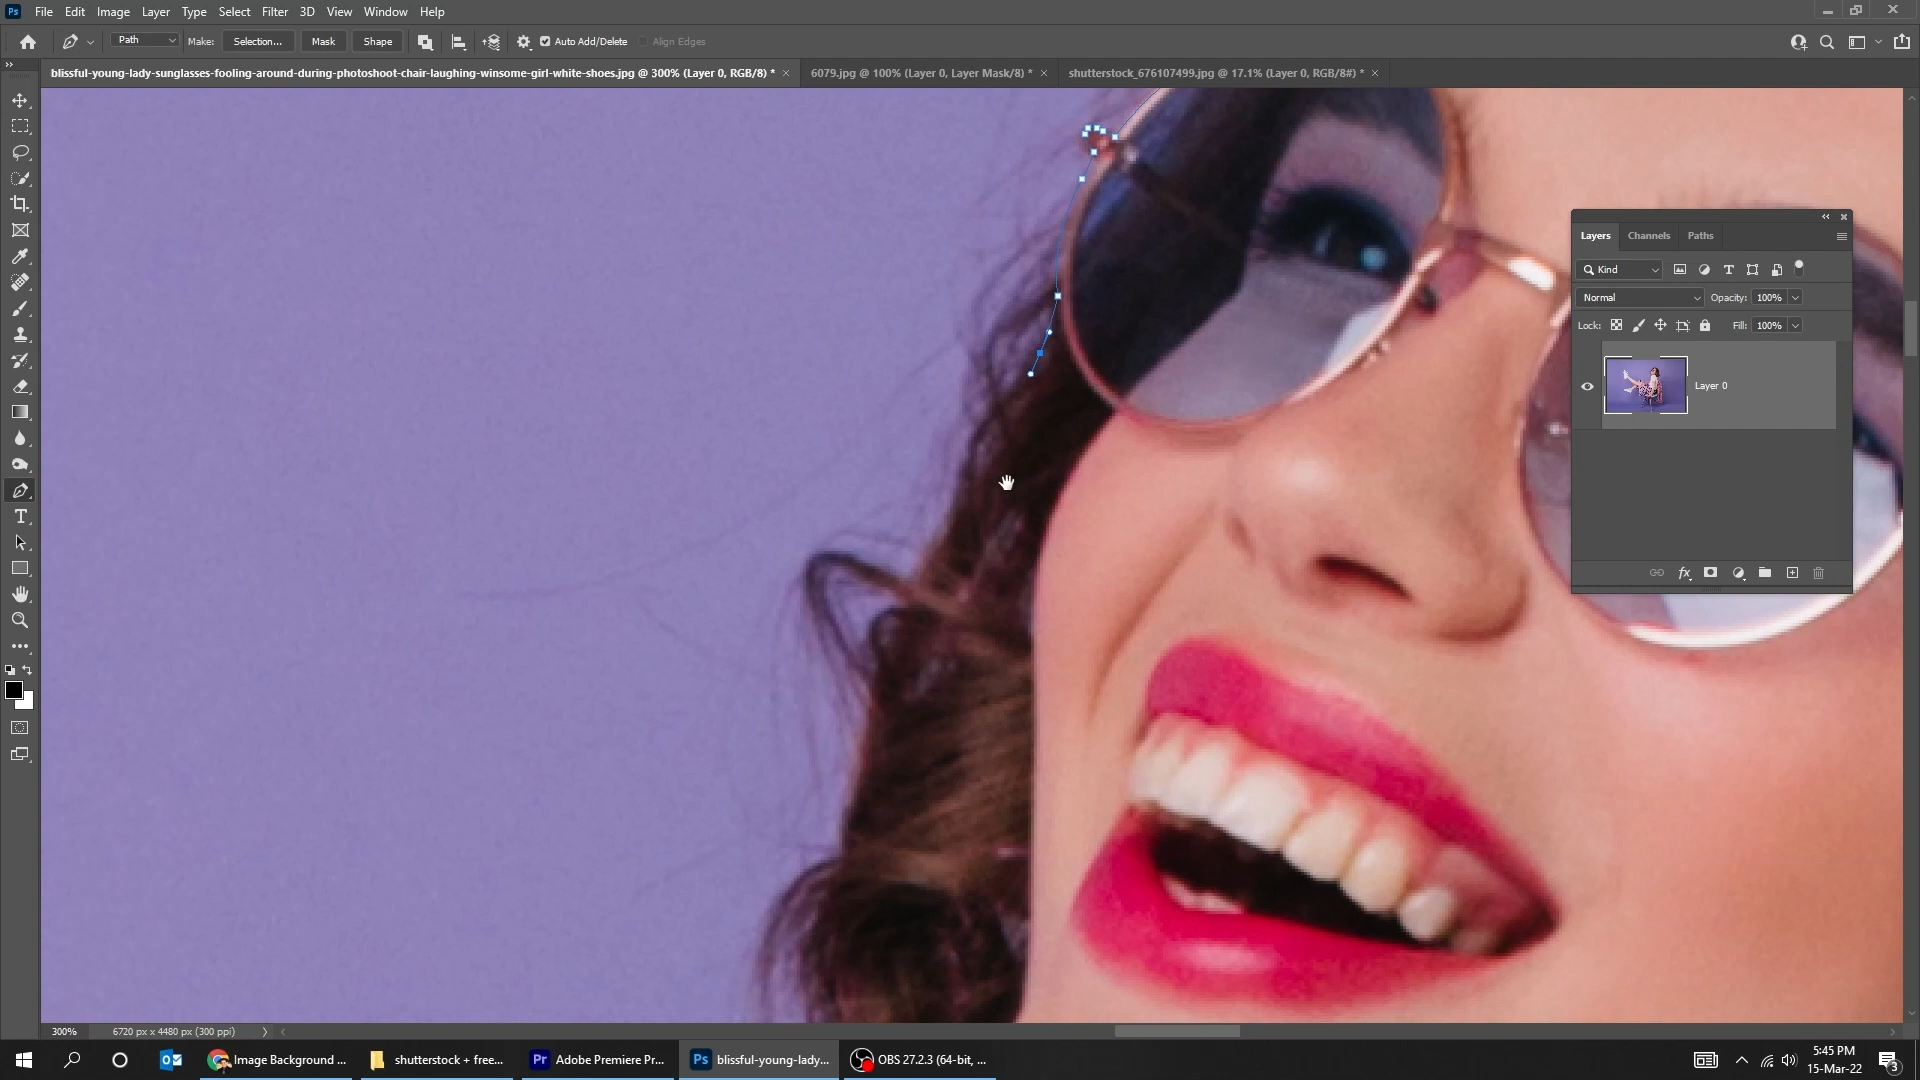 Ps File Edit Image Layer Type Select Filter 3D View Window Help
Path Make: Selection... Mask Shape Auto Add/Delete Align Edges
blissful-young-lady-sunglasses-fooling-around-during-photoshoot-chair-laughing-winsome-girl-white-shoes.jpg @ 300% (Layer 0, RGB/8) * 6079.jpg @ 100% (Layer 0, Layer Mask/8) * shutterstock_676107499.jpg @ 17.1% (Layer 0, RGB/8#) *
Layers Channels Paths
Kind
Normal Opacity: 100%
Lock: Fill: 100%
Layer 0
fx
300% 6720 px x 4480 px (300 ppi)
Image Background ... shutterstock + free... Pr Adobe Premiere Pr... Ps blissful-young-lady... OBS 27.2.3 (64-bit, ...
5:45 PM
15-Mar-22
3